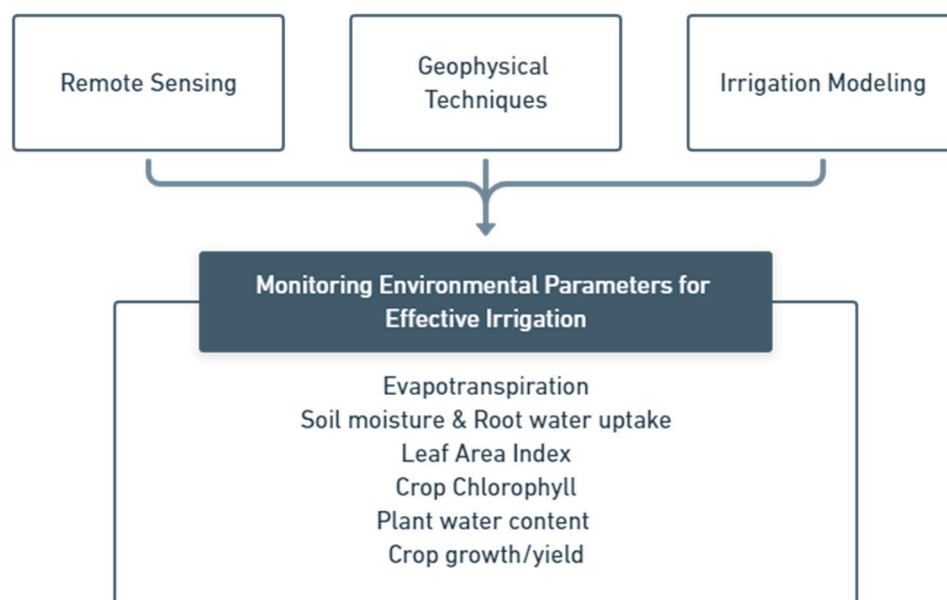 Remote Sensing
Geophysical
Techniques
Irrigation Modeling
Monitoring Environmental Parameters for
Effective Irrigation
Evapotranspiration
Soil moisture & Root water uptake
Leaf Area Index
Crop Chlorophyll
Plant water content
Crop growth/yield